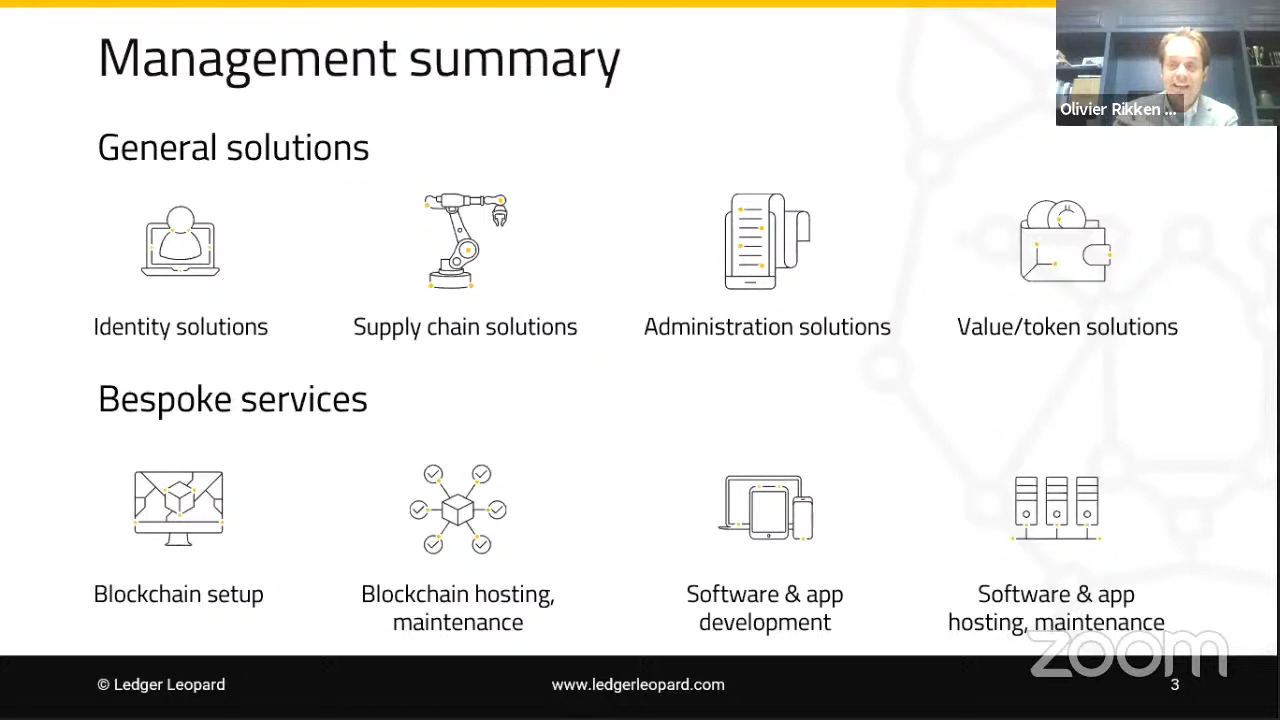 Management summary
Olivier Rikken ...
General solutions
Identity solutions
Supply chain solutions
Administration solutions
Value/token solutions
Bespoke services
Blockchain setup
Blockchain hosting,
maintenance
Software & app
development
Software & app
hosting, maintenance
zoom
© Ledger Leopard
www.ledgerleopard.com
3